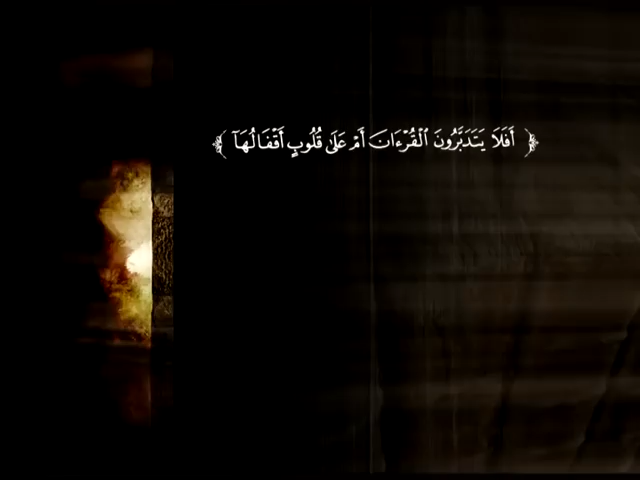 ﴿ أَفَلَا يَتَدَبَّرُونَ ٱلْقُرْءَانَ أَمْ عَلَىٰ قُلُوبٍ أَقْفَالُهَآ ﴾